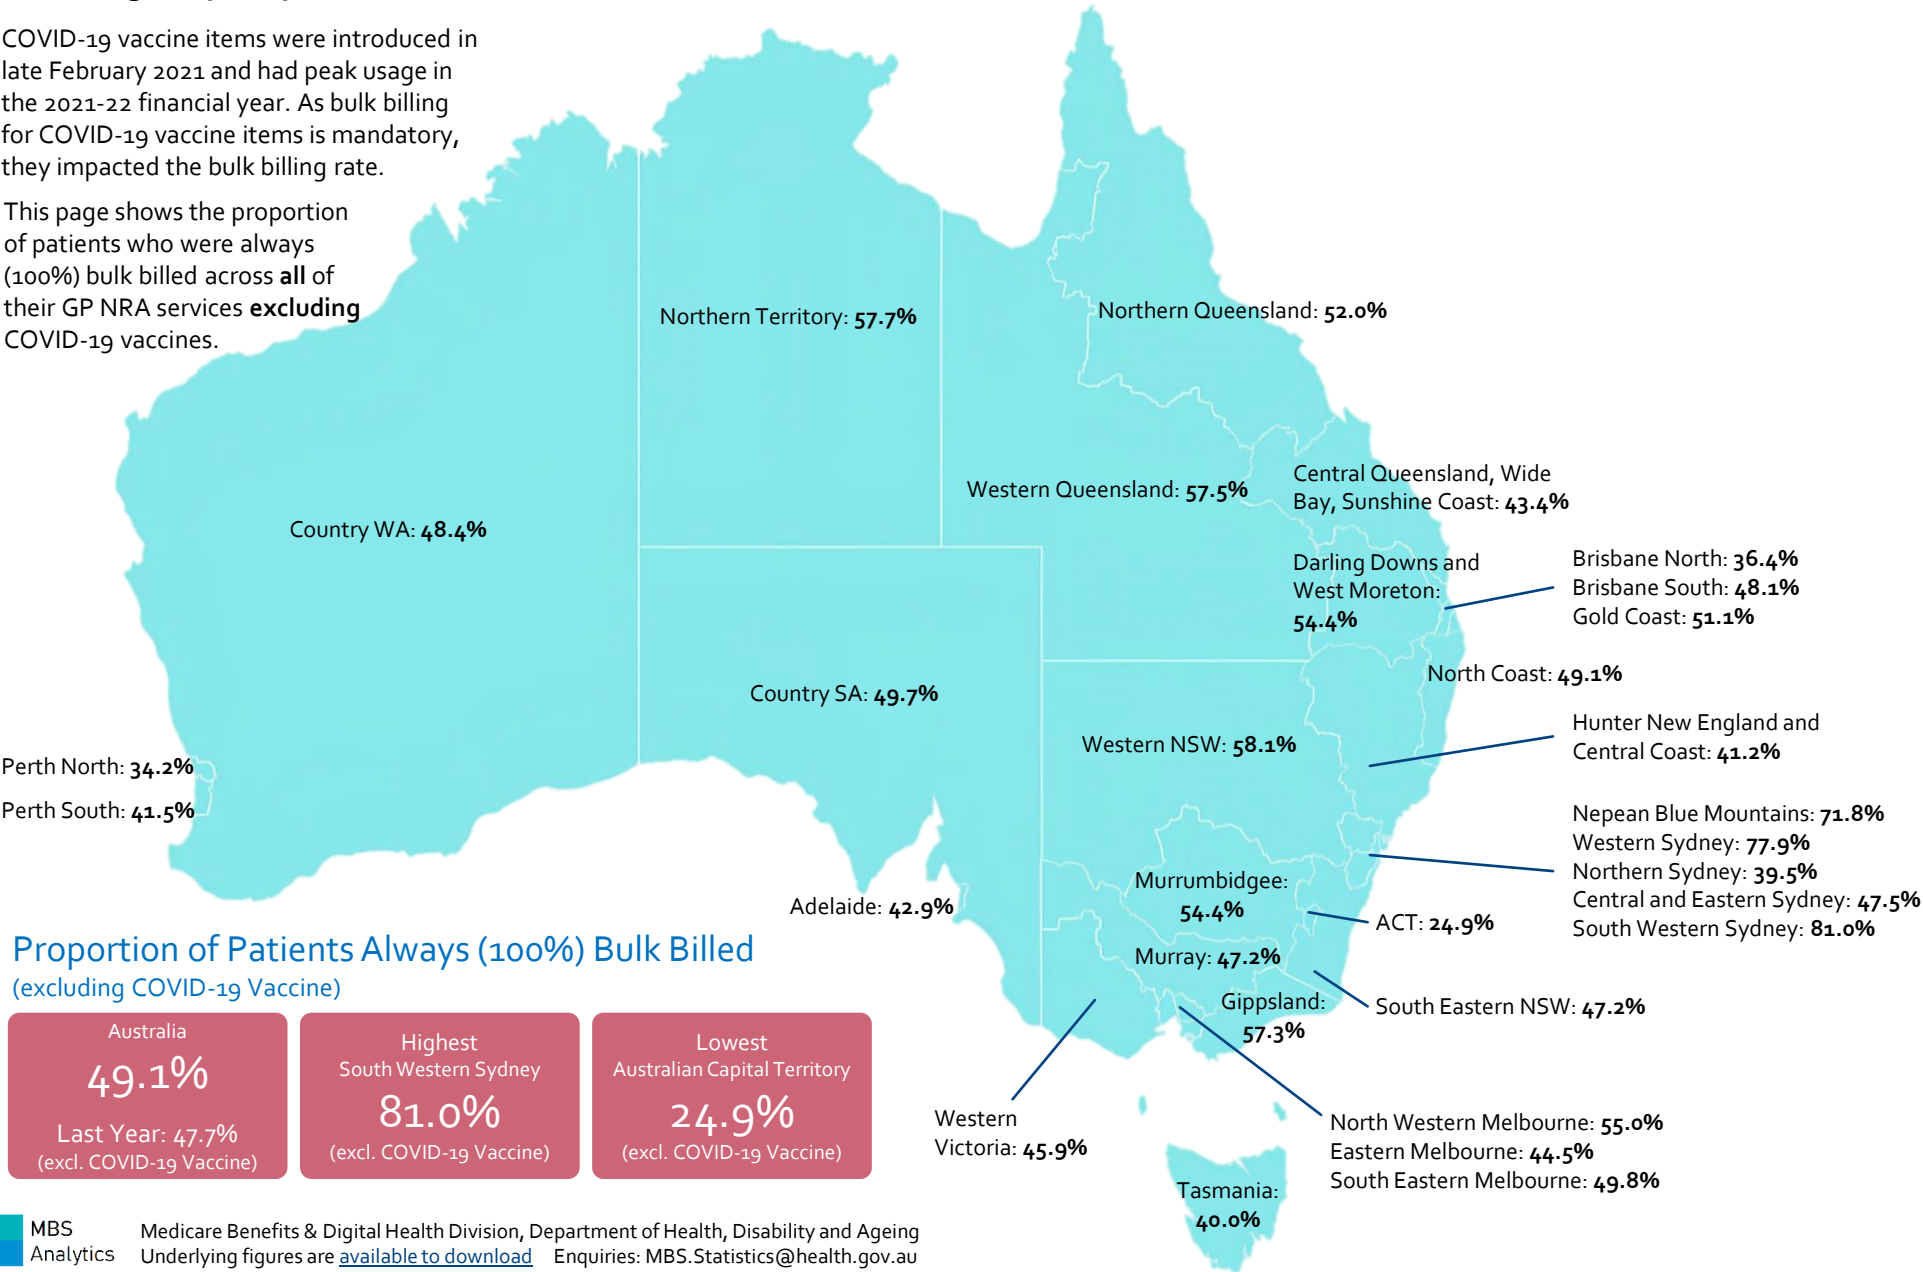 COVID-19 vaccine items were introduced in
late February 2021 and had peak usage in
the 2021-22 financial year. As bulk billing
for COVID-19 vaccine items is mandatory,
they impacted the bulk billing rate.
This page shows the proportion
of patients who were always
(100%) bulk billed across all of
their GP NRA services excluding
COVID-19 vaccines.
Northern Territory: 57.7%
Northern Queensland: 52.0%
Western Queensland: 57.5%
Central Queensland, Wide
Bay, Sunshine Coast: 43.4%
Country WA: 48.4%
Darling Downs and
West Moreton:
54.4%
Brisbane North: 36.4%
Brisbane South: 48.1%
Gold Coast: 51.1%
North Coast: 49.1%
Country SA: 49.7%
Western NSW: 58.1%
Hunter New England and
Central Coast: 41.2%
Perth North: 34.2%
Perth South: 41.5%
Nepean Blue Mountains: 71.8%
Western Sydney: 77.9%
Northern Sydney: 39.5%
Central and Eastern Sydney: 47.5%
South Western Sydney: 81.0%
Murrumbidgee:
54.4%
Adelaide: 42.9%
ACT: 24.9%
Murray: 47.2%
Gippsland:
57.3%
South Eastern NSW: 47.2%
Western
Victoria: 45.9%
North Western Melbourne: 55.0%
Eastern Melbourne: 44.5%
South Eastern Melbourne: 49.8%
Tasmania:
40.0%
Proportion of Patients Always (100%) Bulk Billed
(excluding COVID-19 Vaccine)
Australia
49.1%
Last Year: 47.7%
(excl. COVID-19 Vaccine)
Highest
South Western Sydney
81.0%
(excl. COVID-19 Vaccine)
Lowest
Australian Capital Territory
24.9%
(excl. COVID-19 Vaccine)
MBS
Analytics
Medicare Benefits & Digital Health Division, Department of Health, Disability and Ageing
Underlying figures are available to download Enquiries: MBS.Statistics@health.gov.au